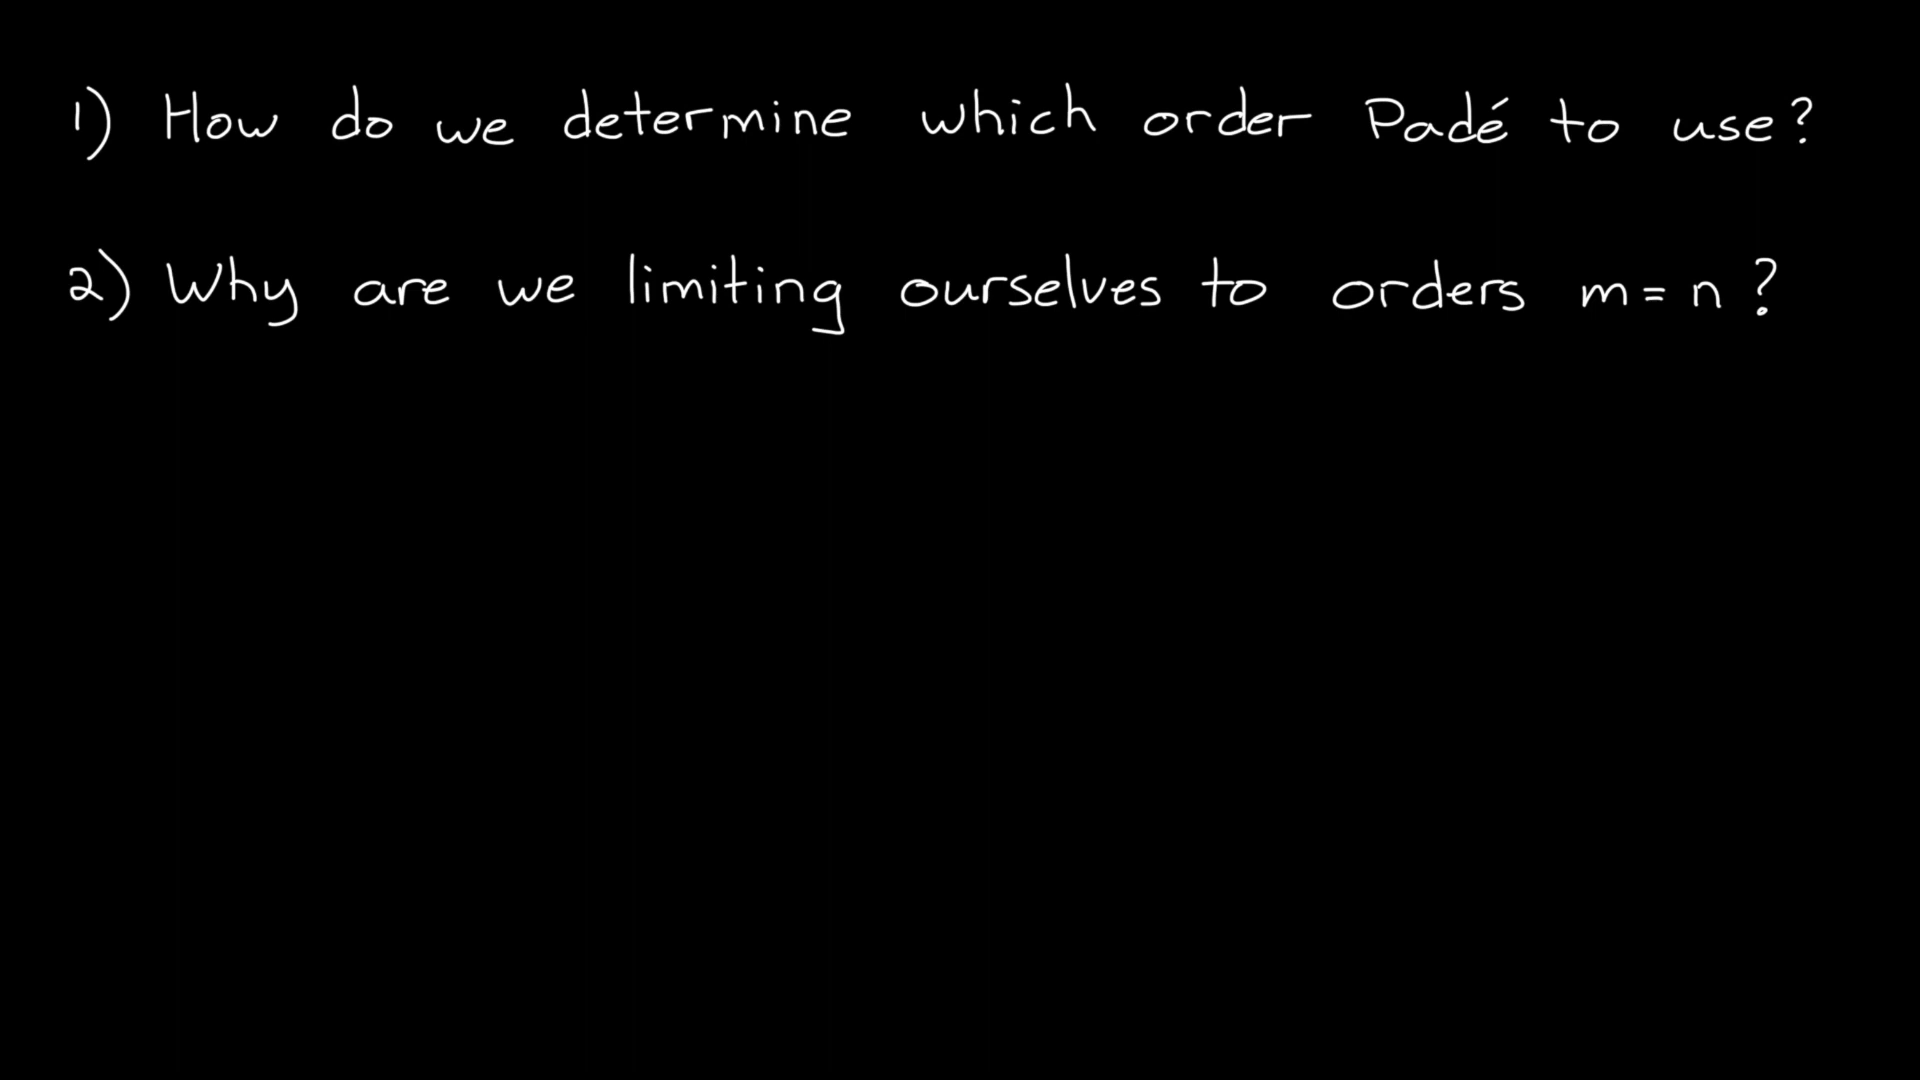 1) How do we determine which order Padé to use?
2) Why are we limiting ourselves to orders m = n ?